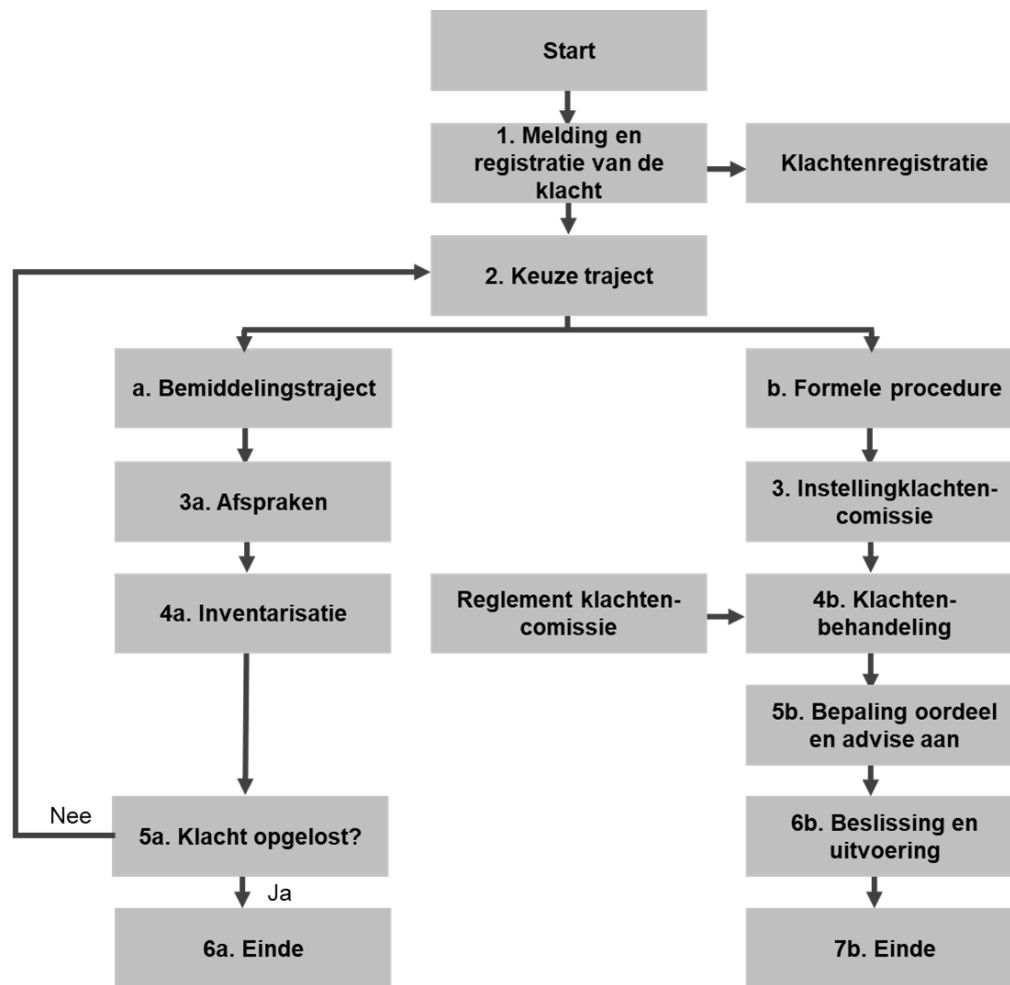 Start
1. Melding en
registratie van de
klacht
Klachtenregistratie
2. Keuze traject
a. Bemiddelingstraject
b. Formele procedure
3a. Afspraken
3. Instellingklachten-
comissie
4a. Inventarisatie
Reglement klachten-
comissie
4b. Klachten-
behandeling
5b. Bepaling oordeel
en advise aan
Nee
5a. Klacht opgelost?
6b. Beslissing en
uitvoering
Ja
6a. Einde
7b. Einde